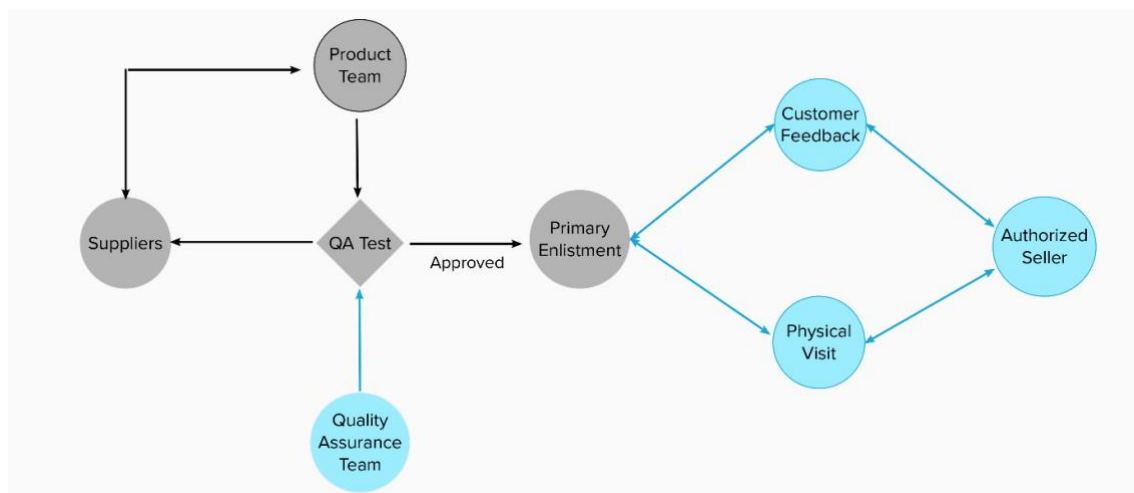 Product
Team
Suppliers
QA Test
Approved
Primary
Enlistment
Quality
Assurance
Team
Customer
Feedback
Physical
Visit
Authorized
Seller